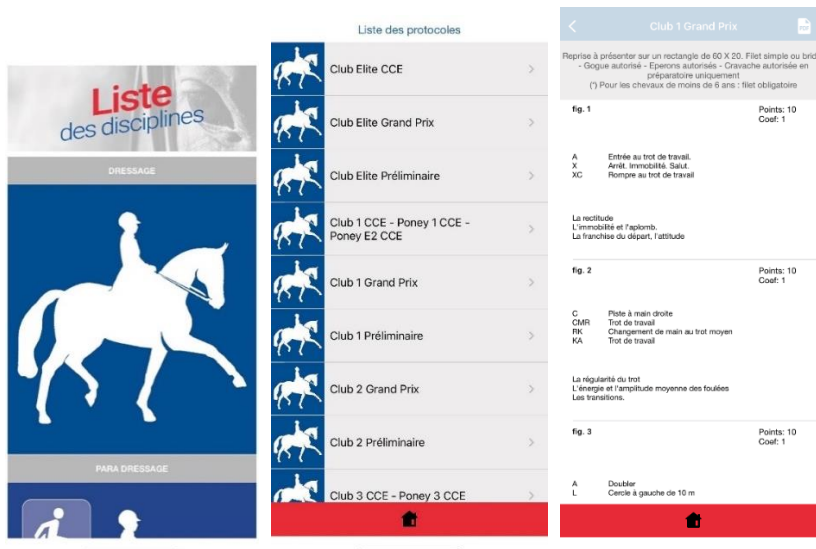 Liste
des disciplines
DRESSAGE
PARA DRESSAGE
Liste des protocoles
Club Elite CCE
Club Elite Grand Prix
Club Elite Préliminaire
Club 1 CCE - Poney 1 CCE -
Poney E2 CCE
Club 1 Grand Prix
Club 1 Préliminaire
Club 2 Grand Prix
Club 2 Préliminaire
Club 3 CCE - Poney 3 CCE
Club 1 Grand Prix
PDF
Reprise à présenter sur un rectangle de 60 X 20. Filet simple ou brid
- Gogue autorisé - Eperons autorisés - Cravache autorisée en
préparatoire uniquement
(*) Pour les chevaux de moins de 6 ans : filet obligatoire
fig. 1 Points: 10
Coef: 1
A Entrée au trot de travail.
X Arrêt. Immobilité. Salut.
XC Rompre au trot de travail
La rectitude
L'immobilité et l'aplomb.
La franchise du départ, l'attitude
fig. 2 Points: 10
Coef: 1
C Piste à main droite
CMR Trot de travail
RK Changement de main au trot moyen
KA Trot de travail
La régularité du trot
L'énergie et l'amplitude moyenne des foulées
Les transitions.
fig. 3 Points: 10
Coef: 1
A Doubler
L Cercle à gauche de 10 m